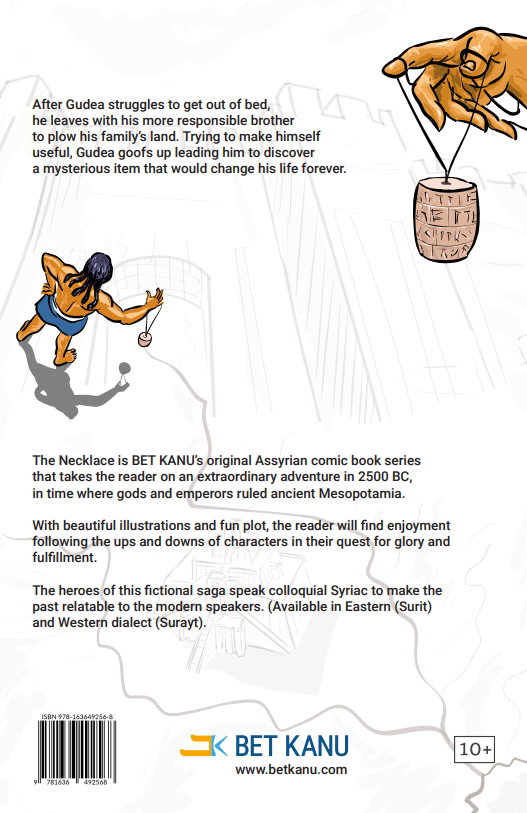 After Gudea struggles to get out of bed,
he leaves with his more responsible brother
to plow his family's land. Trying to make himself
useful, Gudea goofs up leading him to discover
a mysterious item that would change his life forever.
The Necklace is BET KANU's original Assyrian comic book series
that takes the reader on an extraordinary adventure in 2500 BC,
in time where gods and emperors ruled ancient Mesopotamia.
With beautiful illustrations and fun plot, the reader will find enjoyment
following the ups and downs of characters in their quest for glory and
fulfillment.
The heroes of this fictional saga speak colloquial Syriac to make the
past relatable to the modern speakers. (Available in Eastern (Surit)
and Western dialect (Surayt).
ISBN 978-163649256-8
9 781636 492568
BET KANU
www.betkanu.com
10+